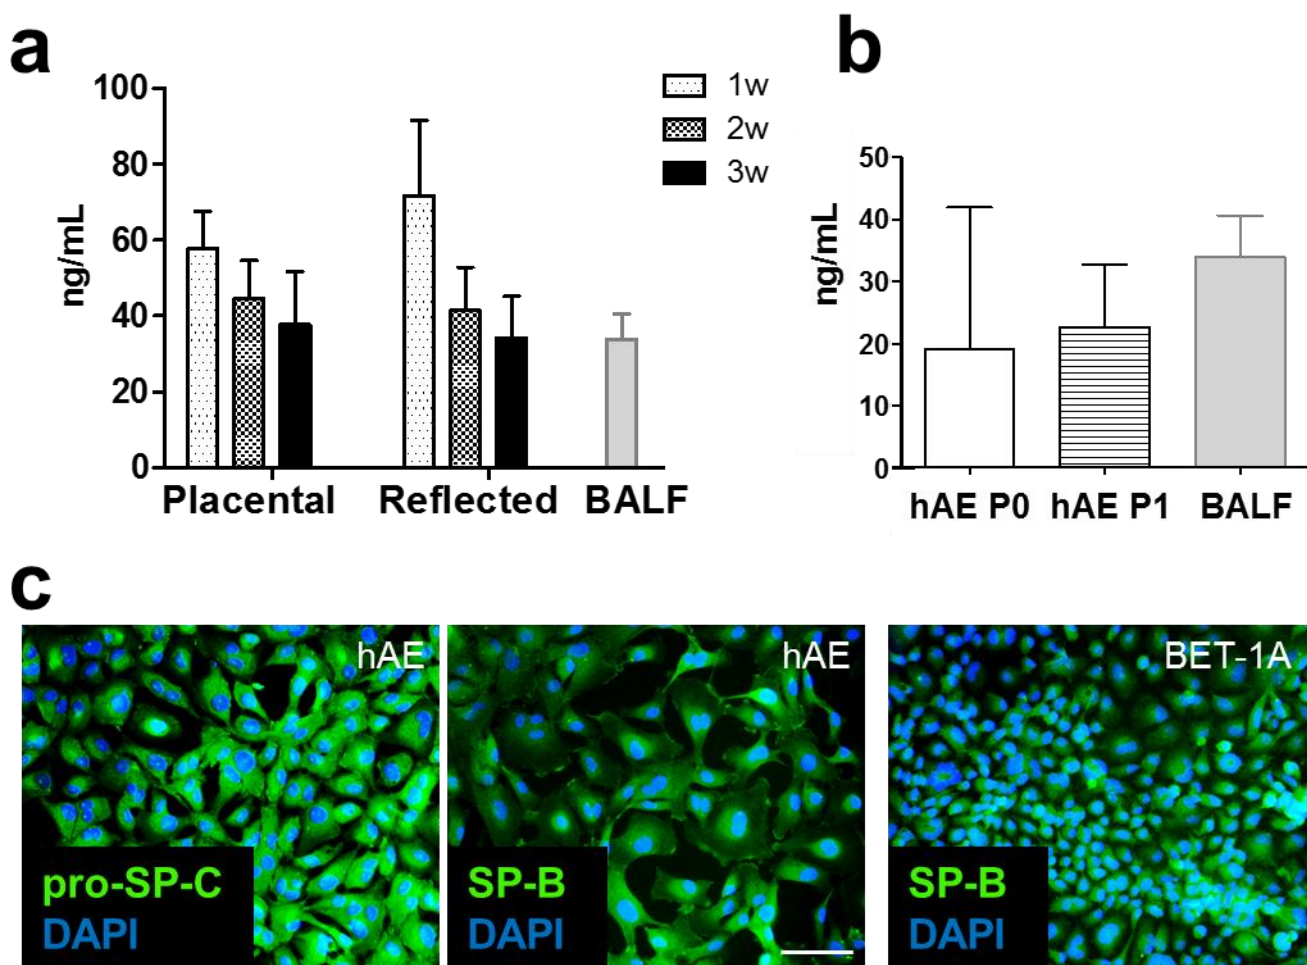 a
100
80
60
40
20
0
ng/mL
Placental
Reflected
BALF
1w
2w
3w
b
50
40
30
20
10
0
ng/mL
hAE P0
hAE P1
BALF
c
hAE
pro-SP-C
DAPI
hAE
SP-B
DAPI
BET-1A
SP-B
DAPI